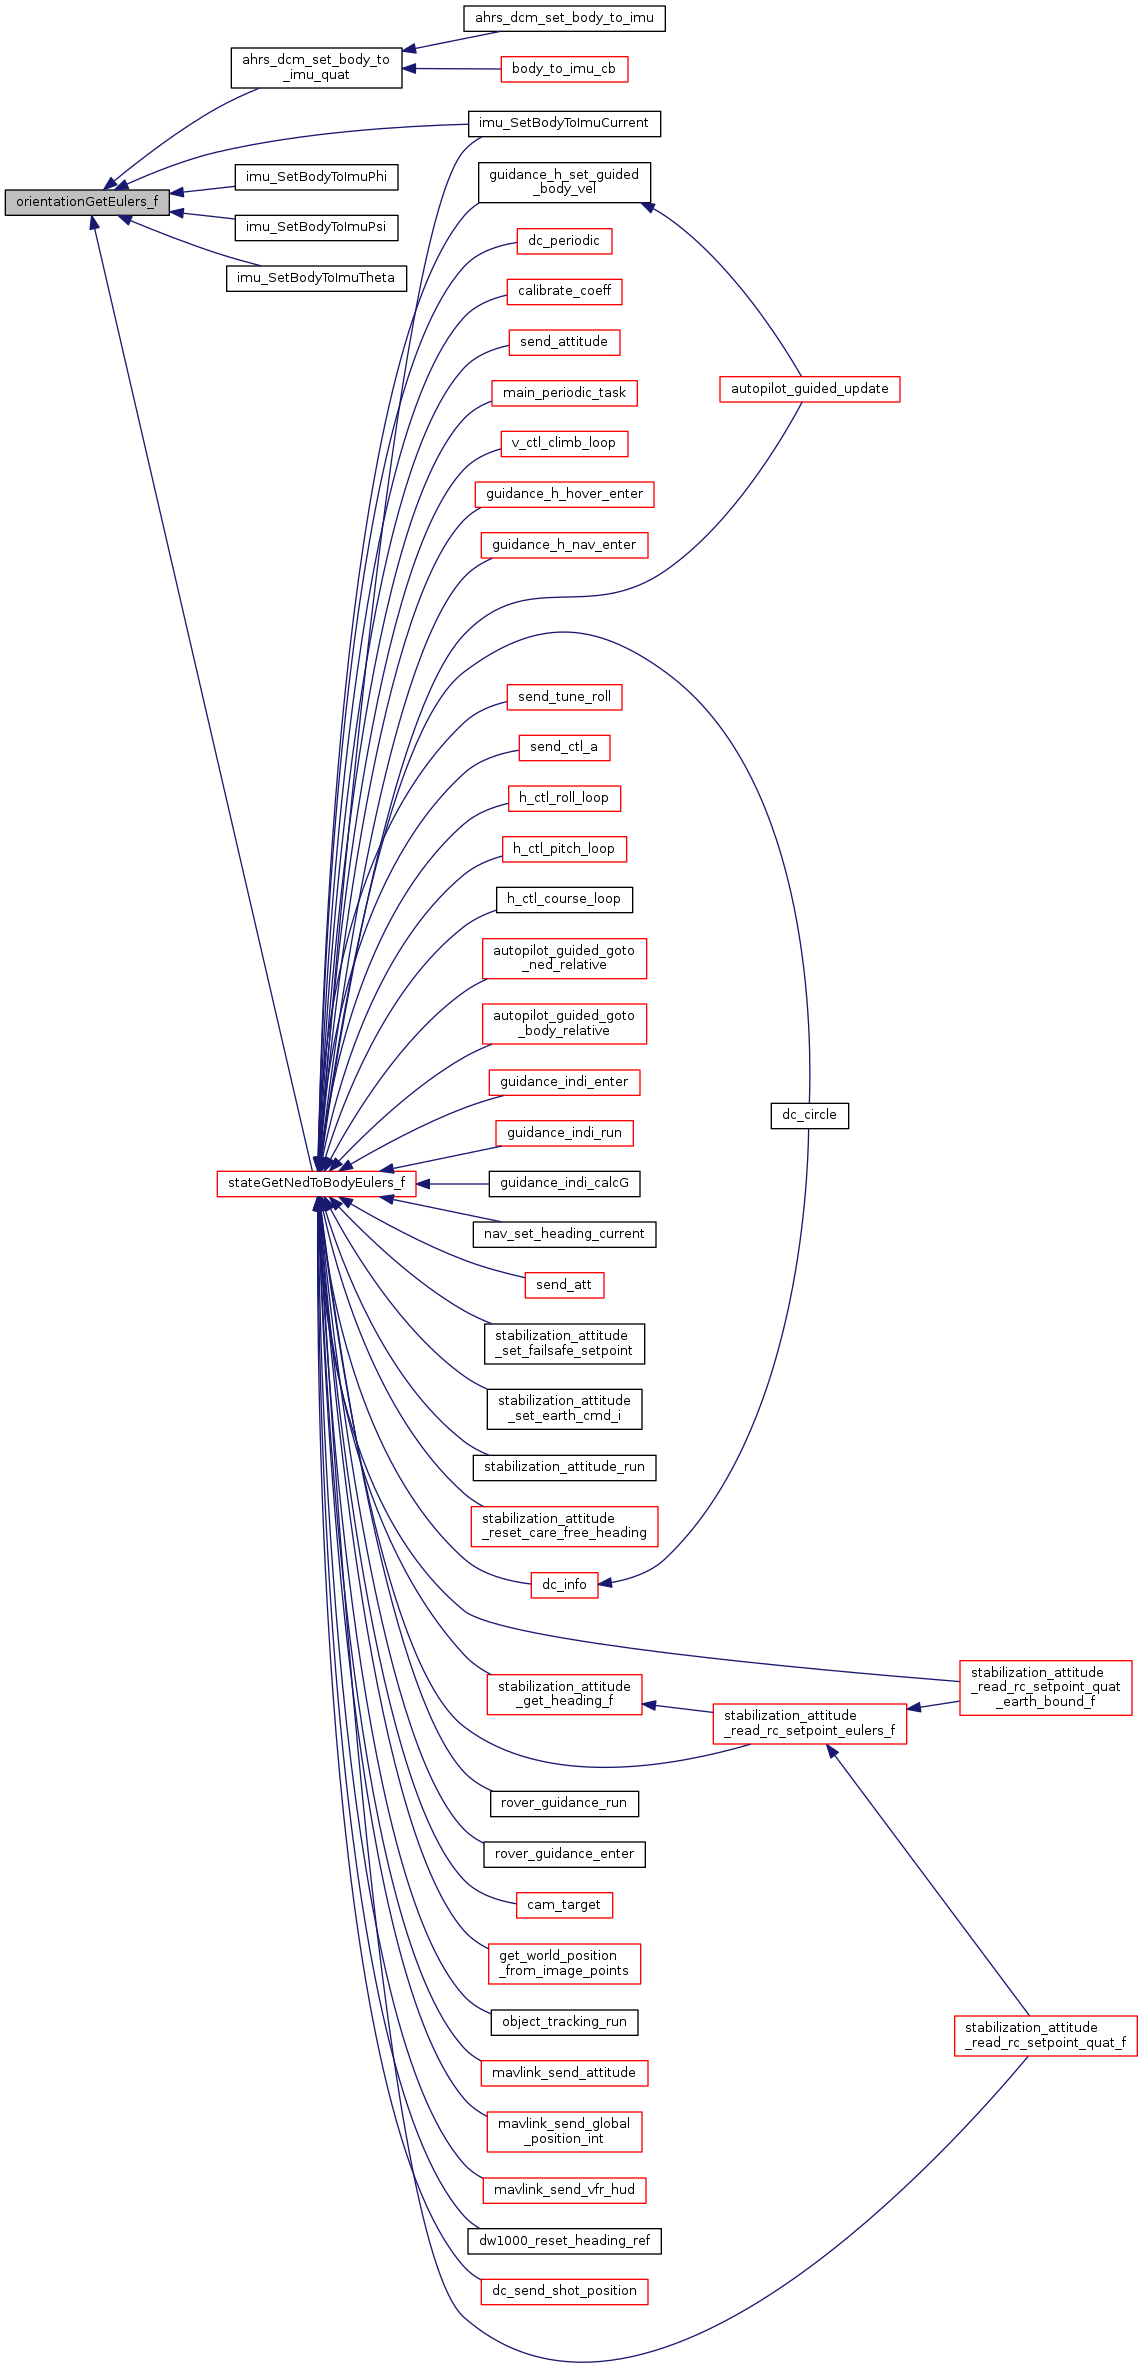 ahrs_dcm_set_body_to_imu
ahrs_dcm_set_body_to
_imu_quat
body_to_imu_cb
imu_SetBodyToImuCurrent
guidance_h_set_guided
_body_vel
imu_SetBodyToImuPhi
orientationGetEulers_f
imu_SetBodyToImuPsi
dc_periodic
imu_SetBodyToImuTheta
calibrate_coeff
send_attitude
autopilot_guided_update
main_periodic_task
v_ctl_climb_loop
guidance_h_hover_enter
guidance_h_nav_enter
send_tune_roll
send_ctl_a
h_ctl_roll_loop
h_ctl_pitch_loop
h_ctl_course_loop
autopilot_guided_goto
_ned_relative
autopilot_guided_goto
_body_relative
guidance_indi_enter
dc_circle
guidance_indi_run
stateGetNedToBodyEulers_f
guidance_indi_calcG
nav_set_heading_current
send_att
stabilization_attitude
_set_failsafe_setpoint
stabilization_attitude
_set_earth_cmd_i
stabilization_attitude_run
stabilization_attitude
_reset_care_free_heading
dc_info
stabilization_attitude
_get_heading_f
stabilization_attitude
_read_rc_setpoint_eulers_f
stabilization_attitude
_read_rc_setpoint_quat
_earth_bound_f
rover_guidance_run
rover_guidance_enter
cam_target
get_world_position
_from_image_points
object_tracking_run
stabilization_attitude
_read_rc_setpoint_quat_f
mavlink_send_attitude
mavlink_send_global
_position_int
mavlink_send_vfr_hud
dw1000_reset_heading_ref
dc_send_shot_position